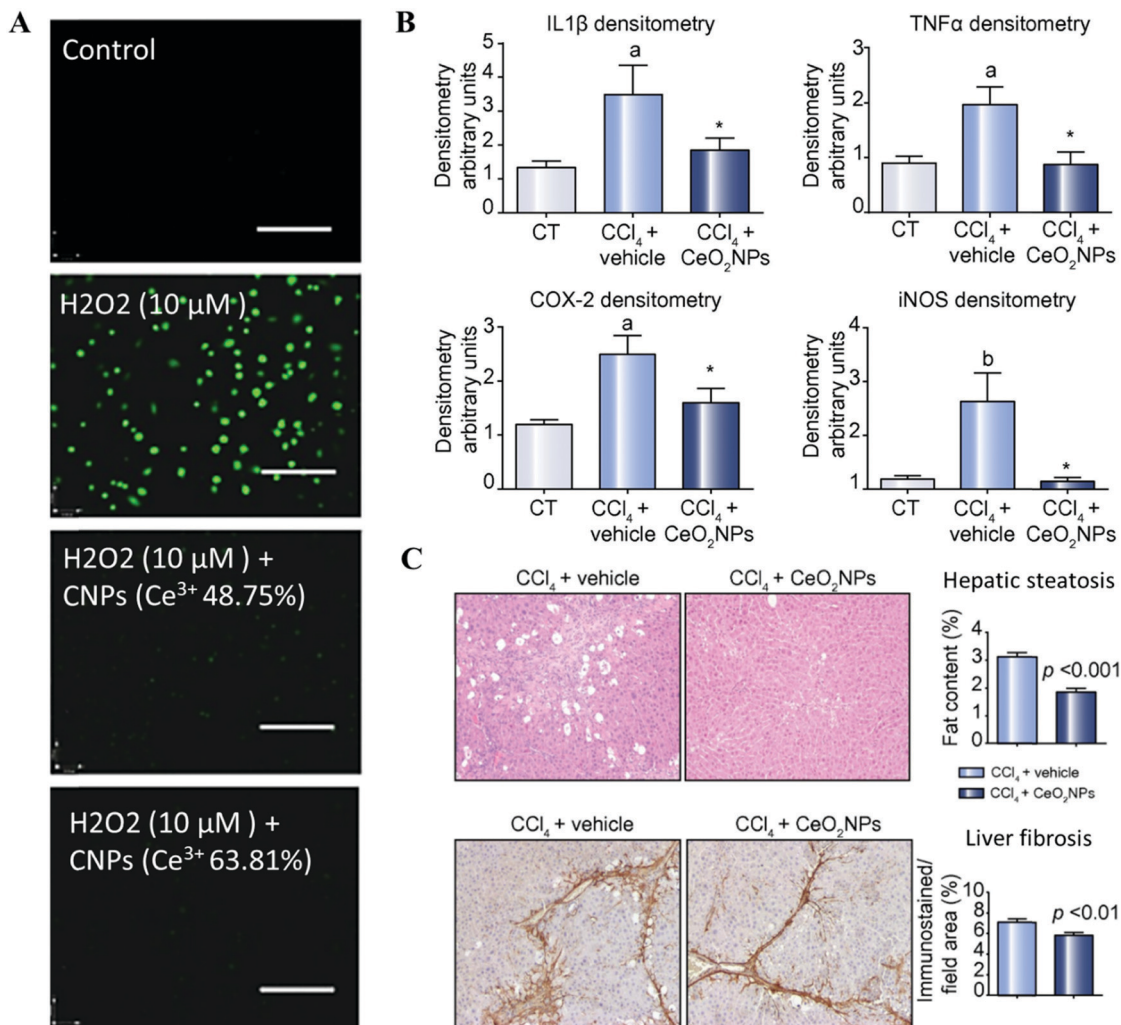 A
Control
H2O2 (10 µM )
H2O2 (10 µM ) +
CNPs (Ce³⁺ 48.75%)
H2O2 (10 µM ) +
CNPs (Ce³⁺ 63.81%)
B
IL1β densitometry
Densitometry
arbitrary units
5
4
3
2
1
0
a
*
CT
CCl₄ +
vehicle
CCl₄ +
CeO₂NPs
TNFα densitometry
Densitometry
arbitrary units
3
2
1
0
a
*
CT
CCl₄ +
vehicle
CCl₄ +
CeO₂NPs
COX-2 densitometry
Densitometry
arbitrary units
3
2
1
0
a
*
CT
CCl₄ +
vehicle
CCl₄ +
CeO₂NPs
iNOS densitometry
Densitometry
arbitrary units
4
3
2
1
b
*
CT
CCl₄ +
vehicle
CCl₄ +
CeO₂NPs
C
CCl₄ + vehicle
CCl₄ + CeO₂NPs
Hepatic steatosis
Fat content (%)
4
3
2
1
0
p <0.001
CCl₄ + vehicle
CCl₄ + CeO₂NPs
CCl₄ + vehicle
CCl₄ + CeO₂NPs
Liver fibrosis
Immunostained/
field area (%)
10
8
6
4
2
0
p <0.01